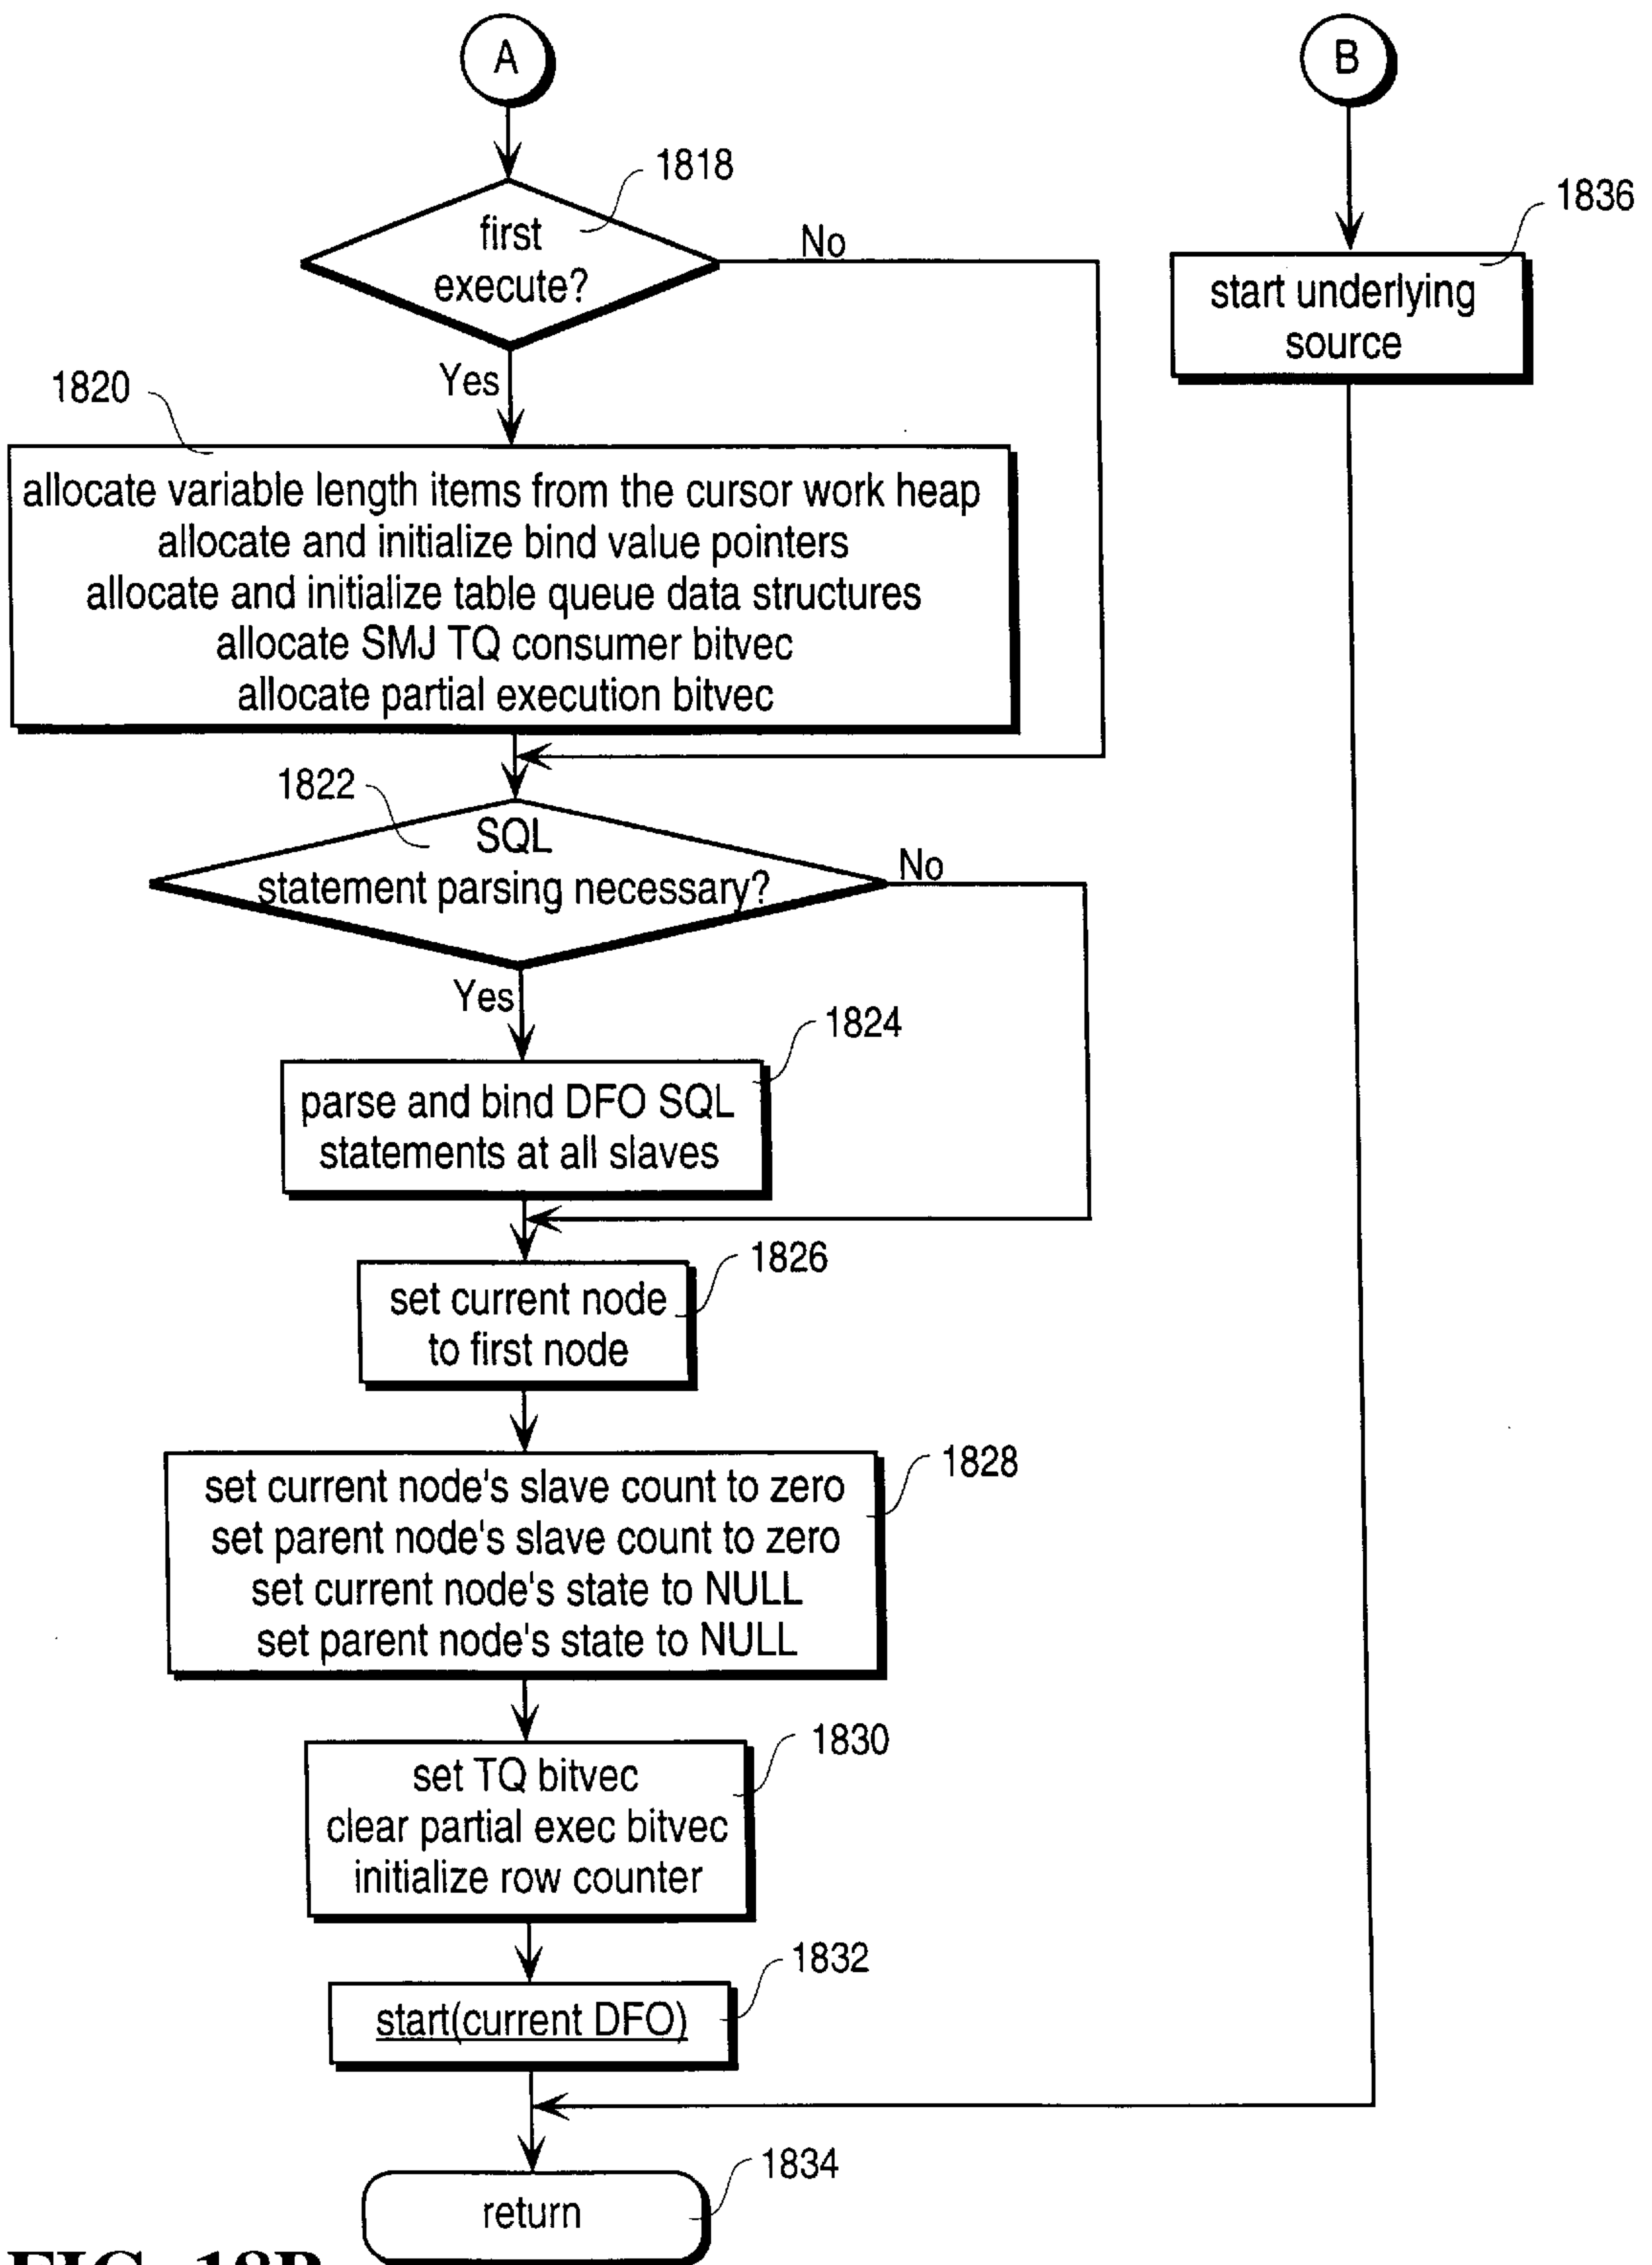 A
B
1818
first
execute?
No
1836
start underlying
source
Yes
1820
allocate variable length items from the cursor work heap
allocate and initialize bind value pointers
allocate and initialize table queue data structures
allocate SMJ TQ consumer bitvec
allocate partial execution bitvec
1822
SQL
statement parsing necessary?
No
Yes
1824
parse and bind DFO SQL
statements at all slaves
1826
set current node
to first node
1828
set current node's slave count to zero
set parent node's slave count to zero
set current node's state to NULL
set parent node's state to NULL
1830
set TQ bitvec
clear partial exec bitvec
initialize row counter
1832
start(current DFO)
1834
return
FIG. 18B